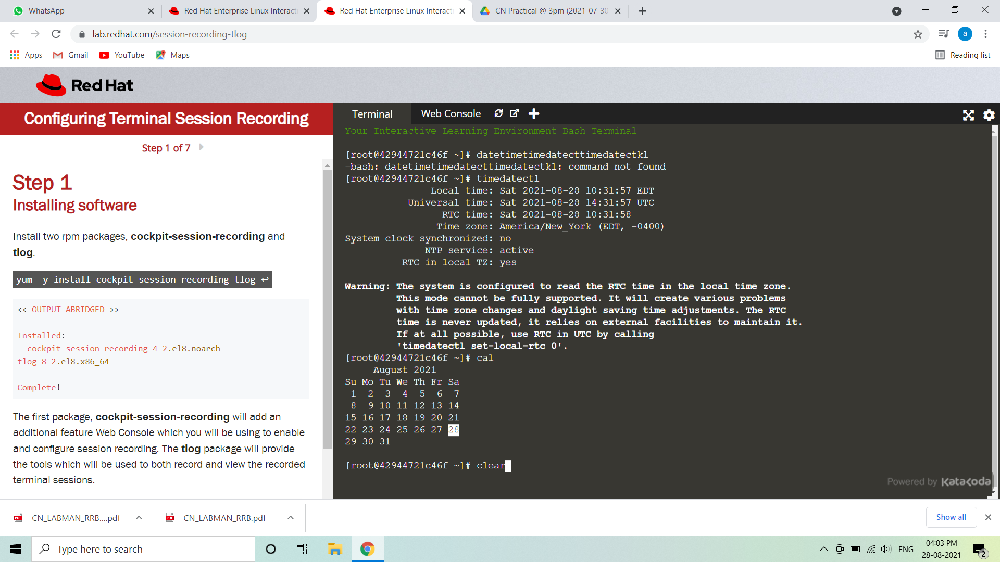 WhatsApp
Red Hat Enterprise Linux Interacti
Red Hat Enterprise Linux Interacti
CN Practical @ 3pm (2021-07-30
lab.redhat.com/session-recording-tlog
a
Apps
Gmail
YouTube
Maps
Reading list
Red Hat
Configuring Terminal Session Recording
Step 1 of 7
Step 1
Installing software
Install two rpm packages, cockpit-session-recording and
tlog.
yum -y install cockpit-session-recording tlog ↩
<< OUTPUT ABRIDGED >>
Installed:
cockpit-session-recording-4-2.el8.noarch
tlog-8-2.el8.x86_64
Complete!
The first package, cockpit-session-recording will add an
additional feature Web Console which you will be using to enable
and configure session recording. The tlog package will provide
the tools which will be used to both record and view the recorded
terminal sessions.
Terminal
Web Console
Your Interactive Learning Environment Bash Terminal
[root@42944721c46f ~]# datetimetimedatecttimedatectkl
-bash: datetimetimedatecttimedatectkl: command not found
[root@42944721c46f ~]# timedatectl
Local time: Sat 2021-08-28 10:31:57 EDT
Universal time: Sat 2021-08-28 14:31:57 UTC
RTC time: Sat 2021-08-28 10:31:58
Time zone: America/New_York (EDT, -0400)
System clock synchronized: no
NTP service: active
RTC in local TZ: yes
Warning: The system is configured to read the RTC time in the local time zone.
This mode cannot be fully supported. It will create various problems
with time zone changes and daylight saving time adjustments. The RTC
time is never updated, it relies on external facilities to maintain it.
If at all possible, use RTC in UTC by calling
'timedatectl set-local-rtc 0'.
[root@42944721c46f ~]# cal
August 2021
Su Mo Tu We Th Fr Sa
1 2 3 4 5 6 7
8 9 10 11 12 13 14
15 16 17 18 19 20 21
22 23 24 25 26 27 28
29 30 31
[root@42944721c46f ~]# clear
Powered by Katacoda
PDF
CN_LABMAN_RRB....pdf
PDF
CN_LABMAN_RRB.pdf
Show all
Type here to search
ENG
04:03 PM
28-08-2021
2